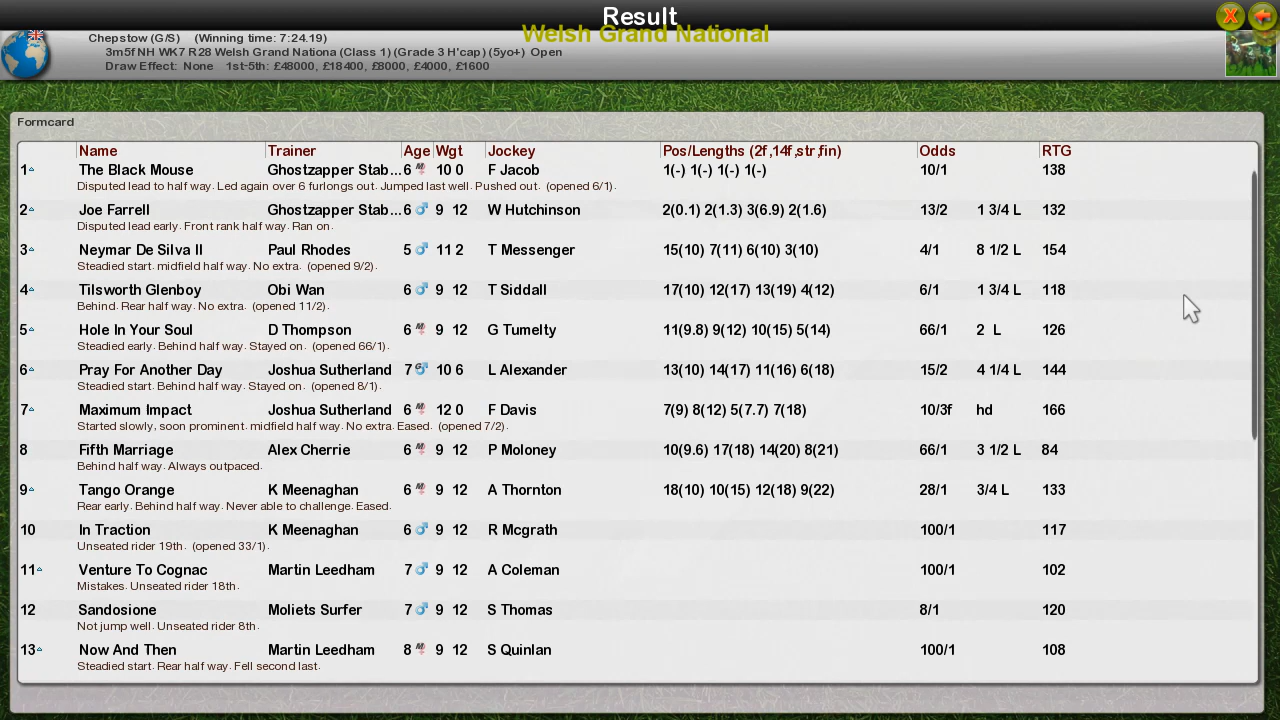 Result
Welsh Grand National
Chepstow (G/S) (Winning time: 7:24.19)
3m5f NH WK7 R28 Welsh Grand Nationa (Class 1) (Grade 3 H'cap) (5yo+) Open
Draw Effect: None 1st-5th: £48000, £18400, £8000, £4000, £1600
Formcard
Name Trainer Age Wgt Jockey Pos/Lengths (2f,14f,str,fin) Odds RTG
1 The Black Mouse Ghostzapper Stab... 6 10 0 F Jacob 1(-) 1(-) 1(-) 1(-) 10/1 138
Disputed lead to half way. Led again over 6 furlongs out. Jumped last well. Pushed out. (opened 6/1).
2 Joe Farrell Ghostzapper Stab... 6 9 12 W Hutchinson 2(0.1) 2(1.3) 3(6.9) 2(1.6) 13/2 1 3/4 L 132
Disputed lead early. Front rank half way. Ran on.
3 Neymar De Silva II Paul Rhodes 5 11 2 T Messenger 15(10) 7(11) 6(10) 3(10) 4/1 8 1/2 L 154
Steadied start. midfield half way. No extra. (opened 9/2).
4 Tilsworth Glenboy Obi Wan 6 9 12 T Siddall 17(10) 12(17) 13(19) 4(12) 6/1 1 3/4 L 118
Behind. Rear half way. No extra. (opened 11/2).
5 Hole In Your Soul D Thompson 6 9 12 G Tumelty 11(9.8) 9(12) 10(15) 5(14) 66/1 2 L 126
Steadied early. Behind half way. Stayed on. (opened 66/1).
6 Pray For Another Day Joshua Sutherland 7 10 6 L Alexander 13(10) 14(17) 11(16) 6(18) 15/2 4 1/4 L 144
Steadied start. Behind half way. Stayed on. (opened 8/1).
7 Maximum Impact Joshua Sutherland 6 12 0 F Davis 7(9) 8(12) 5(7.7) 7(18) 10/3f hd 166
Started slowly, soon prominent. midfield half way. No extra. Eased. (opened 7/2).
8 Fifth Marriage Alex Cherrie 6 9 12 P Moloney 10(9.6) 17(18) 14(20) 8(21) 66/1 3 1/2 L 84
Behind half way. Always outpaced.
9 Tango Orange K Meenaghan 6 9 12 A Thornton 18(10) 10(15) 12(18) 9(22) 28/1 3/4 L 133
Rear early. Behind half way. Never able to challenge. Eased.
10 In Traction K Meenaghan 6 9 12 R Mcgrath 100/1 117
Unseated rider 19th. (opened 33/1).
11 Venture To Cognac Martin Leedham 7 9 12 A Coleman 100/1 102
Mistakes. Unseated rider 18th.
12 Sandosione Moliets Surfer 7 9 12 S Thomas 8/1 120
Not jump well. Unseated rider 8th.
13 Now And Then Martin Leedham 8 9 12 S Quinlan 100/1 108
Steadied start. Rear half way. Fell second last.